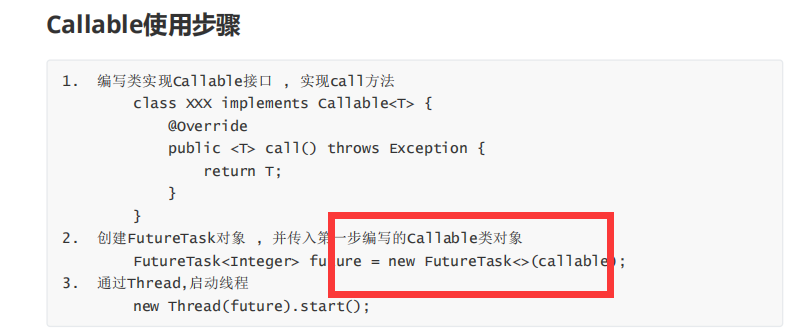 Callable使用步骤
1. 编写类实现Callable接口 , 实现call方法
class XXX implements Callable<T> {
@Override
public <T> call() throws Exception {
return T;
}
}
2. 创建FutureTask对象 , 并传入第一步编写的Callable类对象
FutureTask<Integer> future = new FutureTask<>(callable);
3. 通过Thread,启动线程
new Thread(future).start();